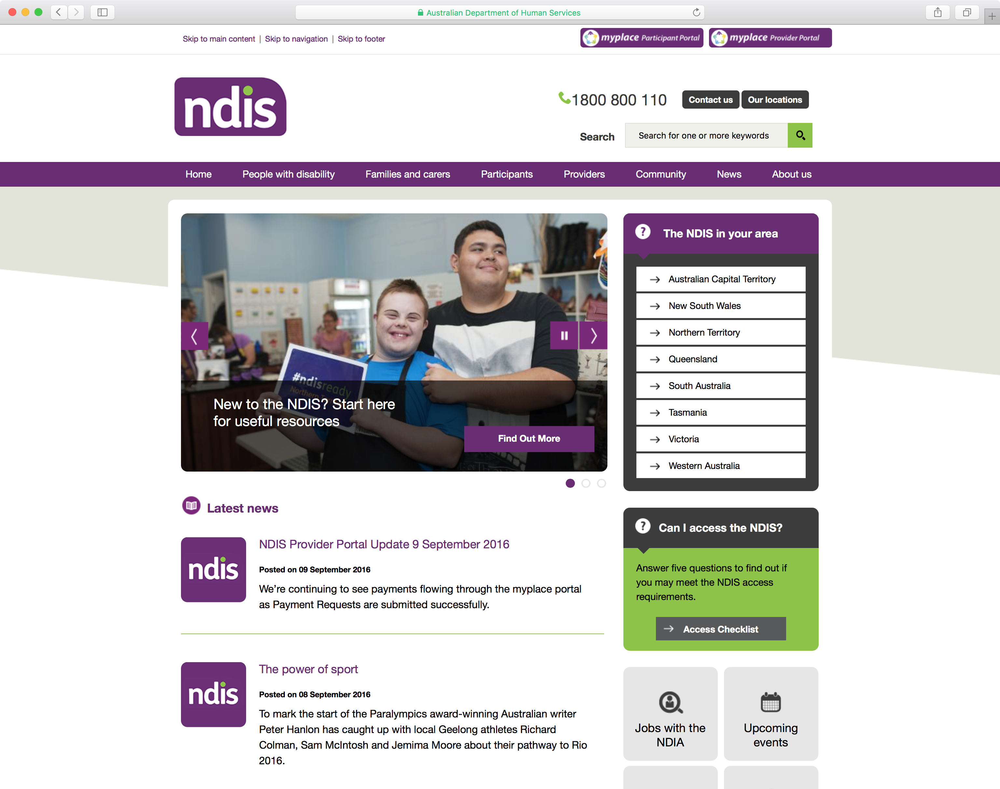 Australian Department of Human Services
Skip to main content | Skip to navigation | Skip to footer
myplace Participant Portal
myplace Provider Portal
ndis
1800 800 110
Contact us
Our locations
Search
Search for one or more keywords
Home
People with disability
Families and carers
Participants
Providers
Community
News
About us
#ndisready
Northern
New to the NDIS? Start here
for useful resources
Find Out More
The NDIS in your area
Australian Capital Territory
New South Wales
Northern Territory
Queensland
South Australia
Tasmania
Victoria
Western Australia
Latest news
ndis
NDIS Provider Portal Update 9 September 2016
Posted on 09 September 2016
We’re continuing to see payments flowing through the myplace portal
as Payment Requests are submitted successfully.
ndis
The power of sport
Posted on 08 September 2016
To mark the start of the Paralympics award-winning Australian writer
Peter Hanlon has caught up with local Geelong athletes Richard
Colman, Sam McIntosh and Jemima Moore about their pathway to Rio
2016.
Can I access the NDIS?
Answer five questions to find out if
you may meet the NDIS access
requirements.
Access Checklist
Jobs with the
NDIA
Upcoming
events